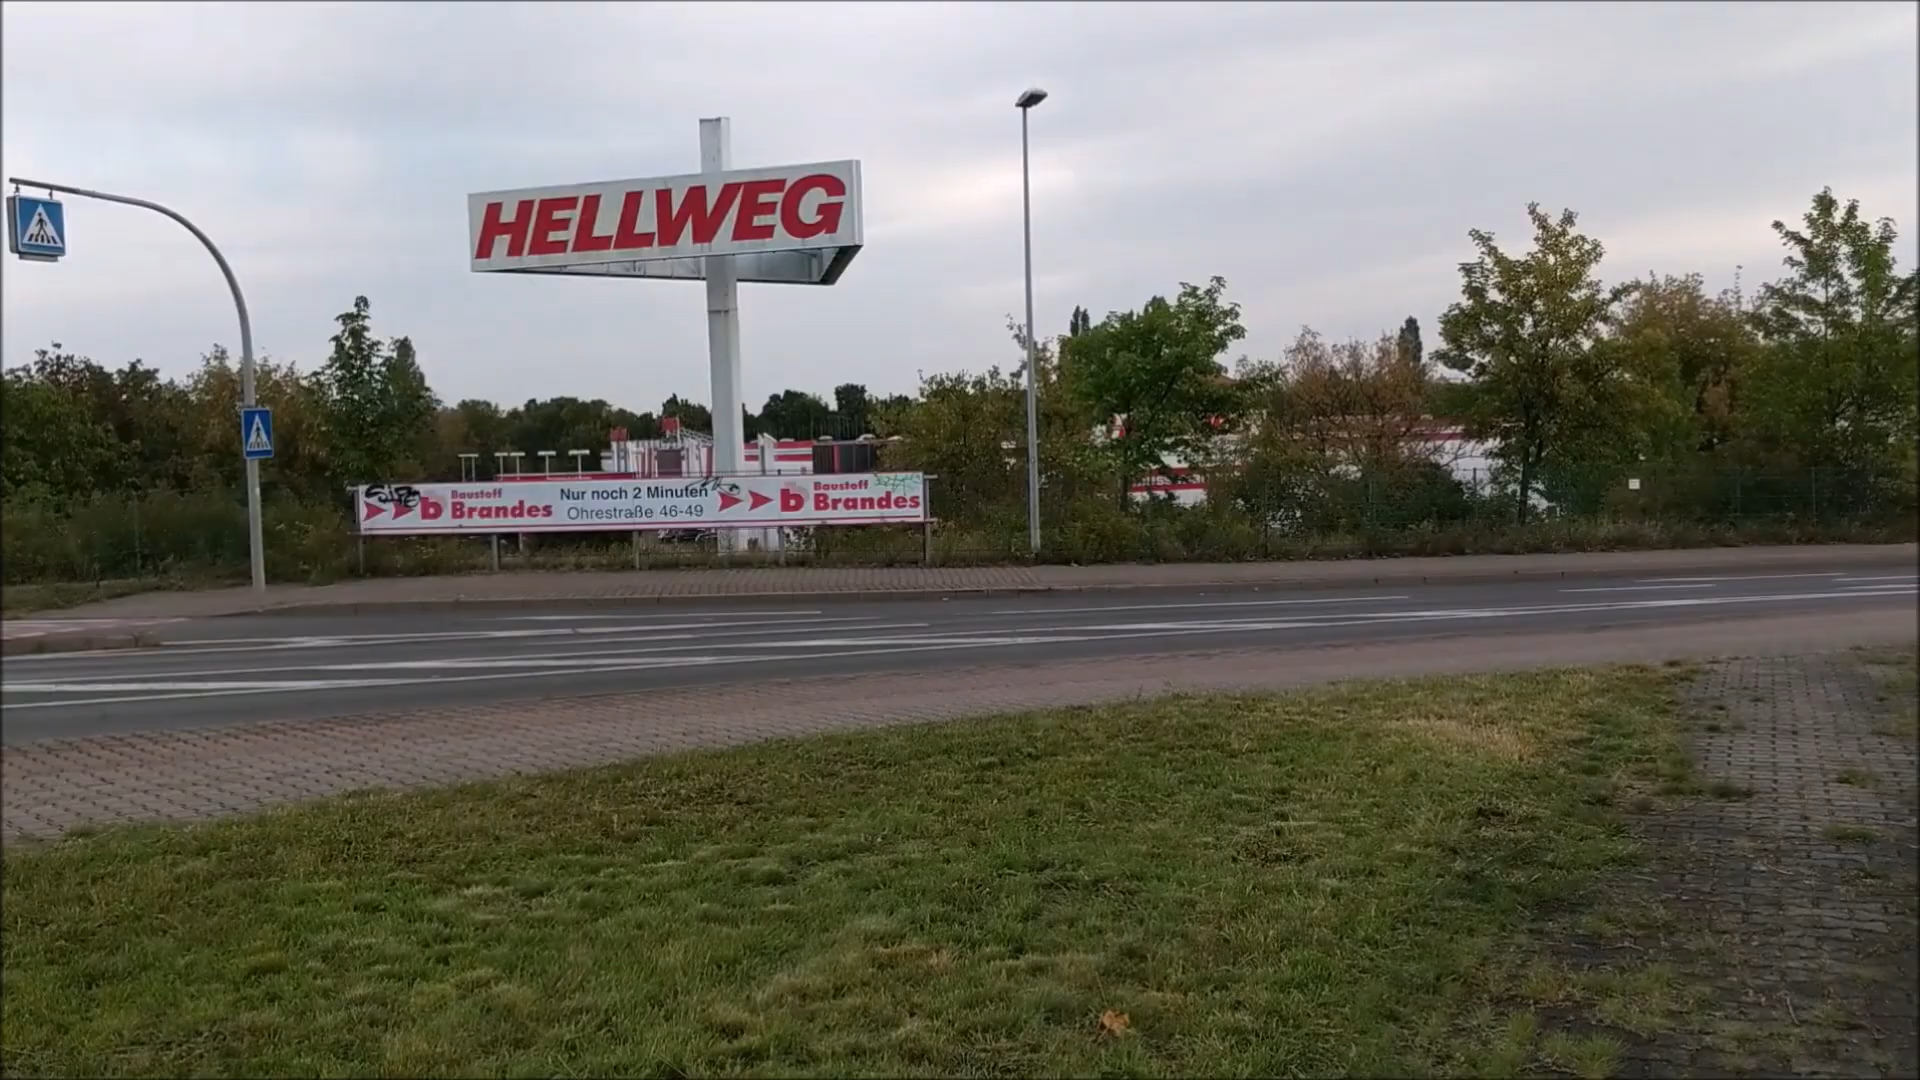 HELLWEG
Baustoff
Brandes
Nur noch 2 Minuten
Ohrestraße 46-49
b
Baustoff
Brandes